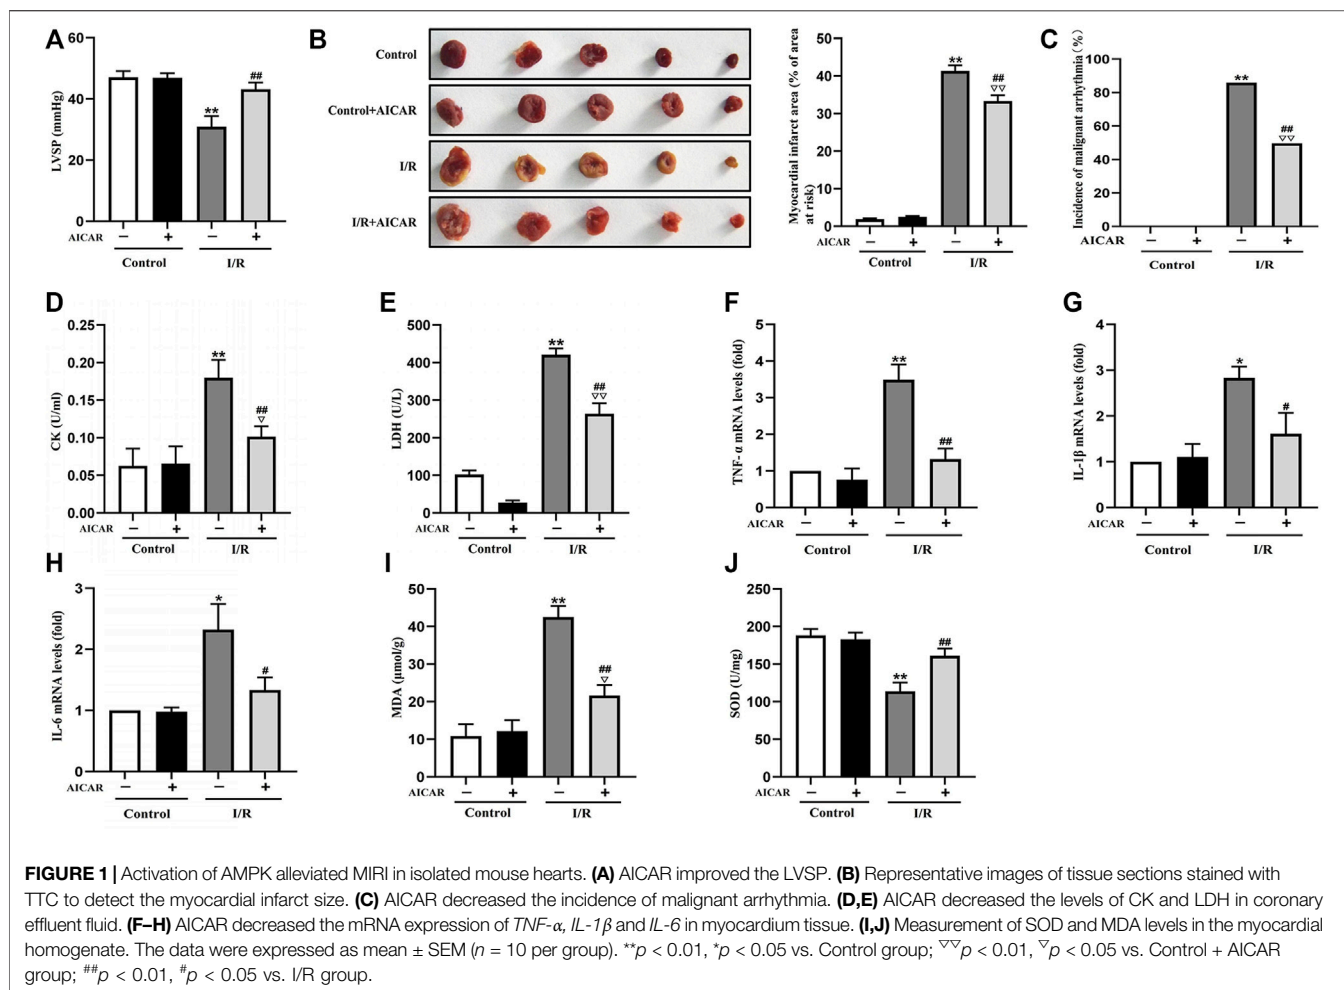 A
LVSP (mmHg)
60
40
20
0
**
##
AICAR − + − +
Control I/R
B
Control
Control+AICAR
I/R
I/R+AICAR
Myocardial infarct area (% of area
at risk)
50
40
30
20
10
0
**
##
▽▽
AICAR − + − +
Control I/R
C
Incidence of malignant arrhythmia (%)
100
80
60
40
20
0
**
##
▽▽
AICAR − + − +
Control I/R
D
CK (U/ml)
0.25
0.20
0.15
0.10
0.05
0.00
**
##
▽
AICAR − + − +
Control I/R
E
LDH (U/L)
500
400
300
200
100
0
**
##
▽▽
AICAR − + − +
Control I/R
F
TNF-α mRNA levels (fold)
5
4
3
2
1
0
**
##
AICAR − + − +
Control I/R
G
IL-1β mRNA levels (fold)
4
3
2
1
0
*
#
AICAR − + − +
Control I/R
H
IL-6 mRNA levels (fold)
3
2
1
0
*
#
AICAR − + − +
Control I/R
I
MDA (μmol/g)
50
40
30
20
10
0
**
##
▽
AICAR − + − +
Control I/R
J
SOD (U/mg)
250
200
150
100
50
0
**
##
AICAR − + − +
Control I/R
FIGURE 1 | Activation of AMPK alleviated MIRI in isolated mouse hearts. (A) AICAR improved the LVSP. (B) Representative images of tissue sections stained with
TTC to detect the myocardial infarct size. (C) AICAR decreased the incidence of malignant arrhythmia. (D,E) AICAR decreased the levels of CK and LDH in coronary
effluent fluid. (F–H) AICAR decreased the mRNA expression of TNF-α, IL-1β and IL-6 in myocardium tissue. (I,J) Measurement of SOD and MDA levels in the myocardial
homogenate. The data were expressed as mean ± SEM (n = 10 per group). **p < 0.01, *p < 0.05 vs. Control group; ▽▽p < 0.01, ▽p < 0.05 vs. Control + AICAR
group; ##p < 0.01, #p < 0.05 vs. I/R group.